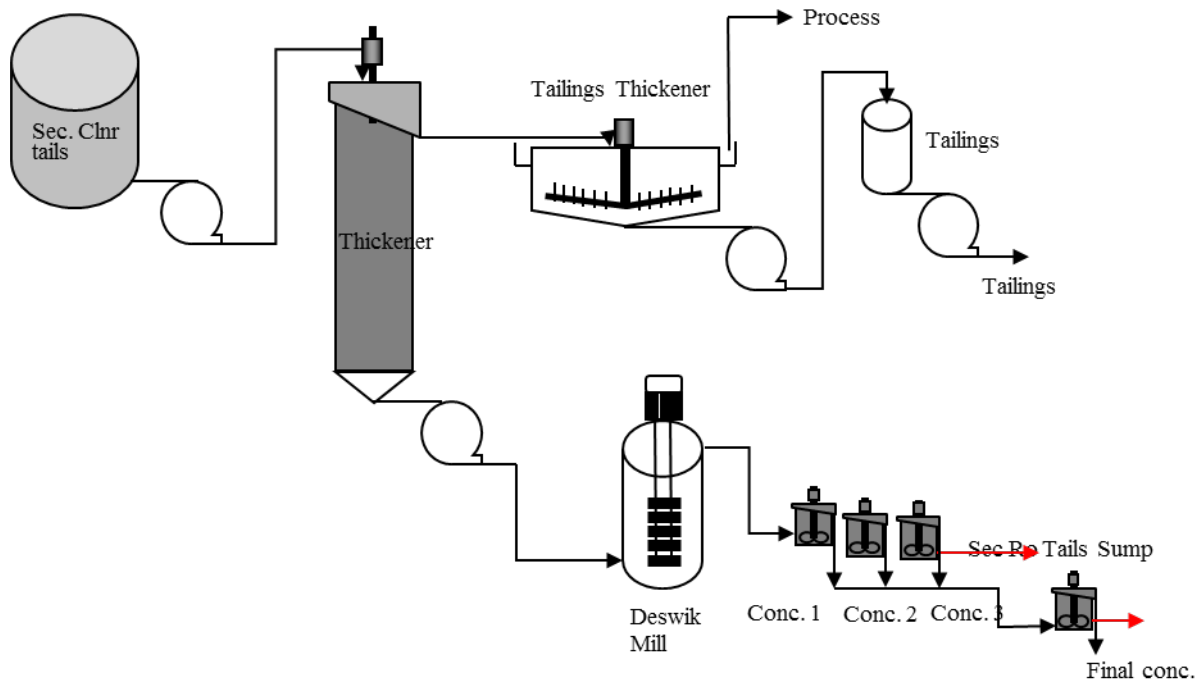 Process
Tailings Thickener
Sec. Clnr
tails
Tailings
Thickener
Tailings
Sec Ro Tails Sump
Conc. 1
Conc. 2
Conc. 3
Deswik
Mill
Final conc.